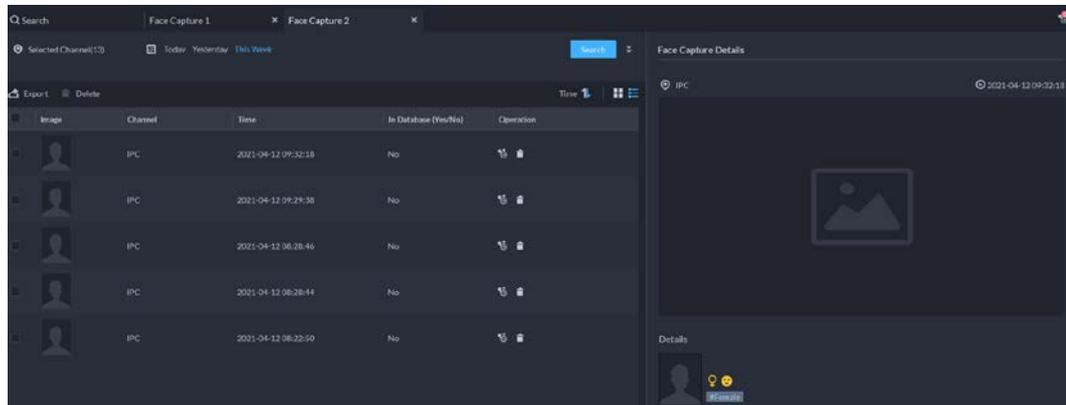 Search
Face Capture 1
Face Capture 2
Selected Channel(13)
Today Yesterday This Week
Search
Export Delete
Time
Image Channel Time In Database (Yes/No) Operation
IPC 2021-04-12 09:32:18 No
IPC 2021-04-12 09:29:38 No
IPC 2021-04-12 08:28:46 No
IPC 2021-04-12 08:28:44 No
IPC 2021-04-12 08:22:50 No
Face Capture Details
IPC 2021-04-12 09:32:18
Details
#Female